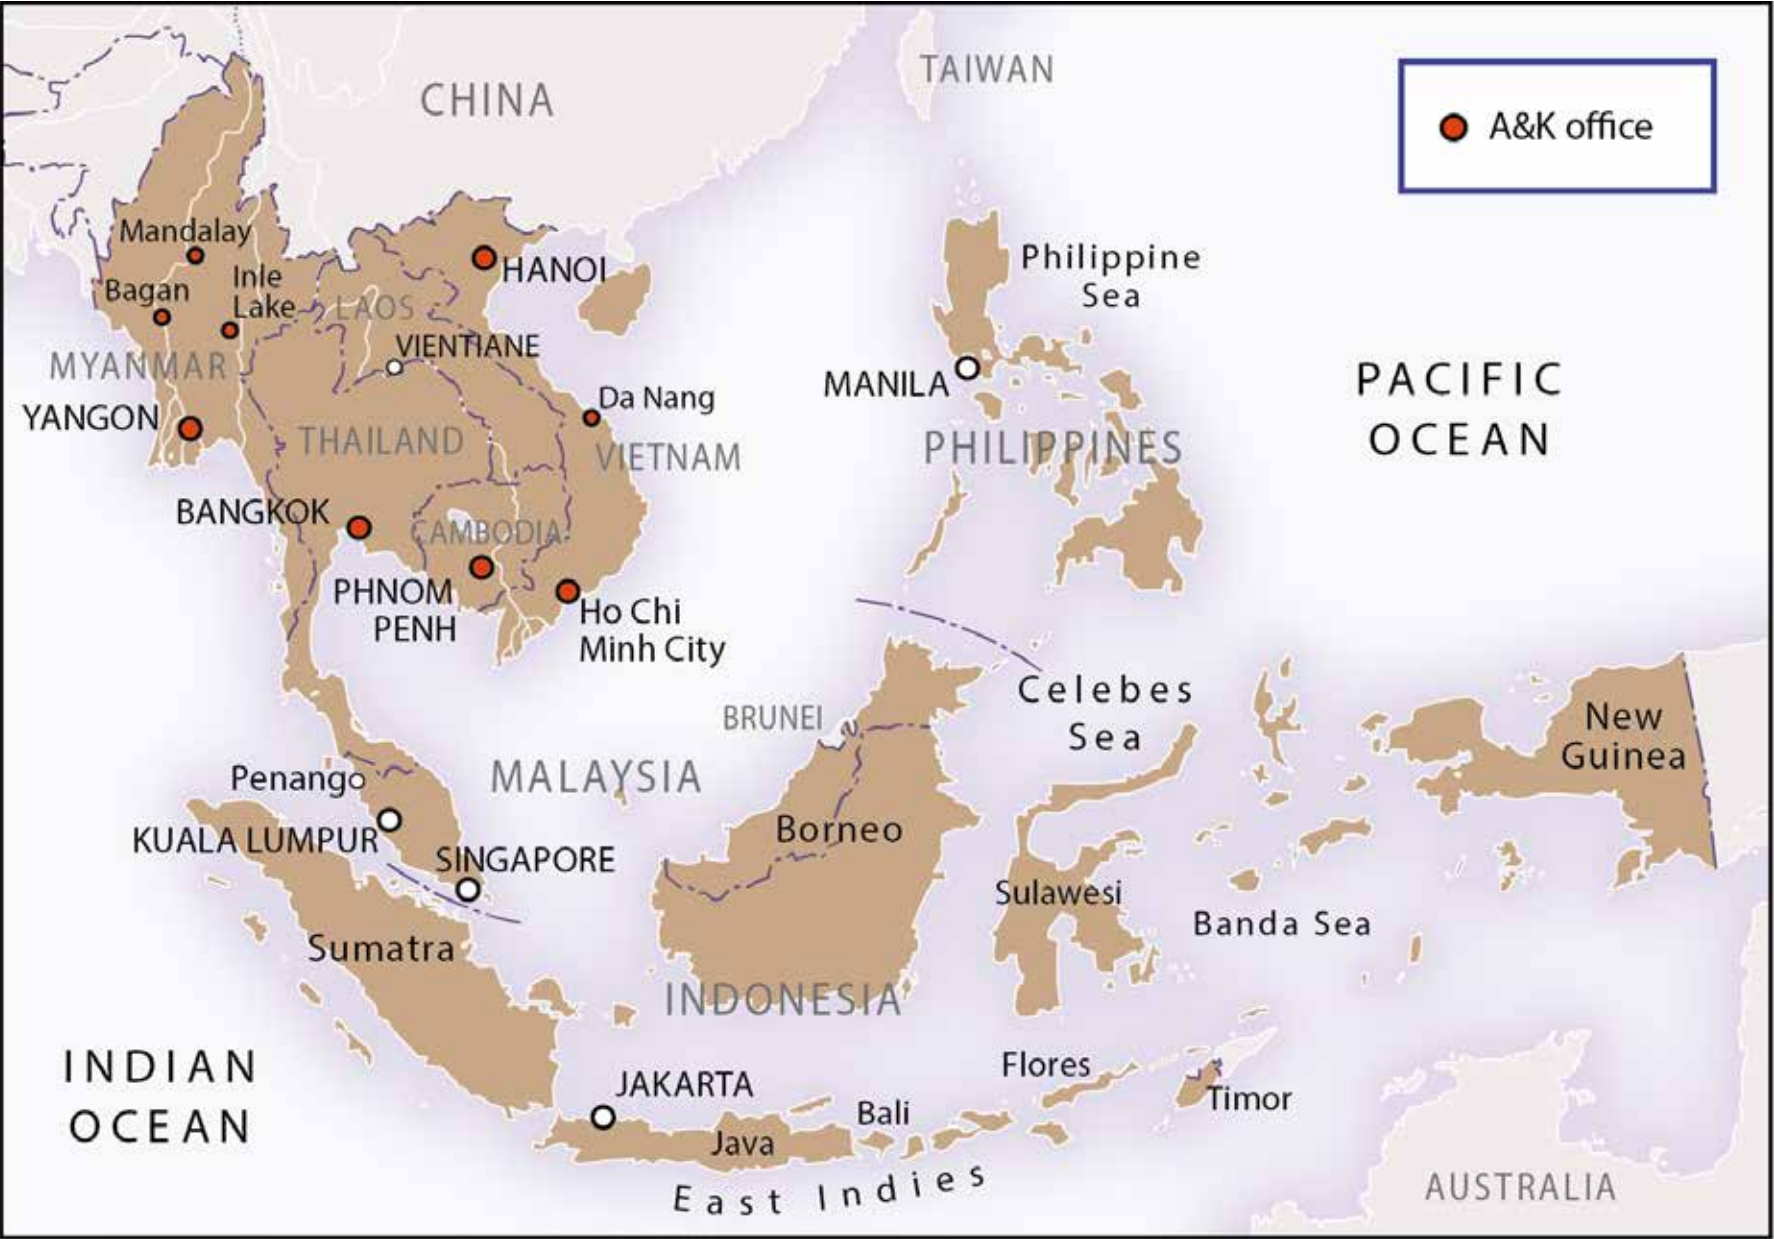 CHINA
TAIWAN
A&K office
Mandalay
Bagan
Inle
Lake
HANOI
LAOS
MYANMAR
VIENTIANE
YANGON
THAILAND
Da Nang
VIETNAM
BANGKOK
CAMBODIA
PHNOM
PENH
Ho Chi
Minh City
Philippine
Sea
MANILA
PHILIPPINES
PACIFIC
OCEAN
Celebes
Sea
BRUNEI
MALAYSIA
Penang
KUALA LUMPUR
SINGAPORE
Borneo
New
Guinea
Sulawesi
Banda Sea
Sumatra
INDONESIA
INDIAN
OCEAN
JAKARTA
Java
Bali
Flores
Timor
East Indies
AUSTRALIA